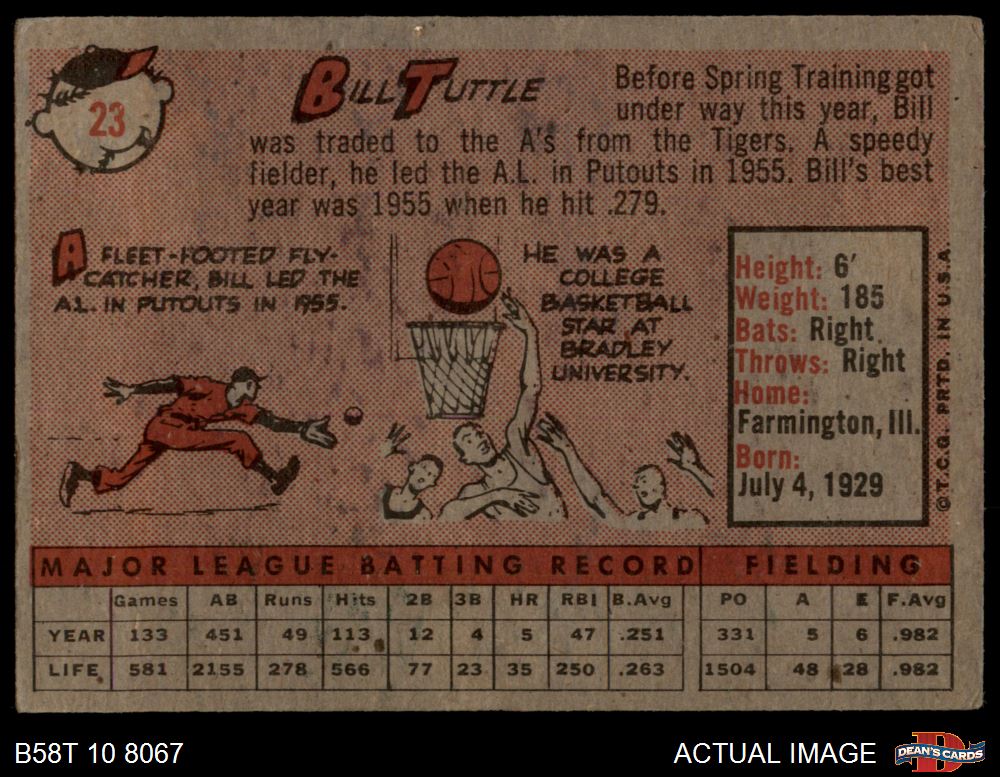 23
BILL TUTTLE
Before Spring Training got
under way this year, Bill
was traded to the A's from the Tigers. A speedy
fielder, he led the A.L. in Putouts in 1955. Bill's best
year was 1955 when he hit .279.
A FLEET-FOOTED FLY-
CATCHER, BILL LED THE
A.L. IN PUTOUTS IN 1955.
HE WAS A
COLLEGE
BASKETBALL
STAR AT
BRADLEY
UNIVERSITY.
Height: 6'
Weight: 185
Bats: Right
Throws: Right
Home:
Farmington, Ill.
Born:
July 4, 1929
© T.C.G. PRTD. IN U.S.A.
MAJOR LEAGUE BATTING RECORD FIELDING
Games AB Runs Hits 2B 3B HR RBI B.Avg PO A E F.Avg
YEAR 133 451 49 113 12 4 5 47 .251 331 5 6 .982
LIFE 581 2155 278 566 77 23 35 250 .263 1504 48 28 .982
B58T 10 8067
ACTUAL IMAGE
DEAN'S CARDS